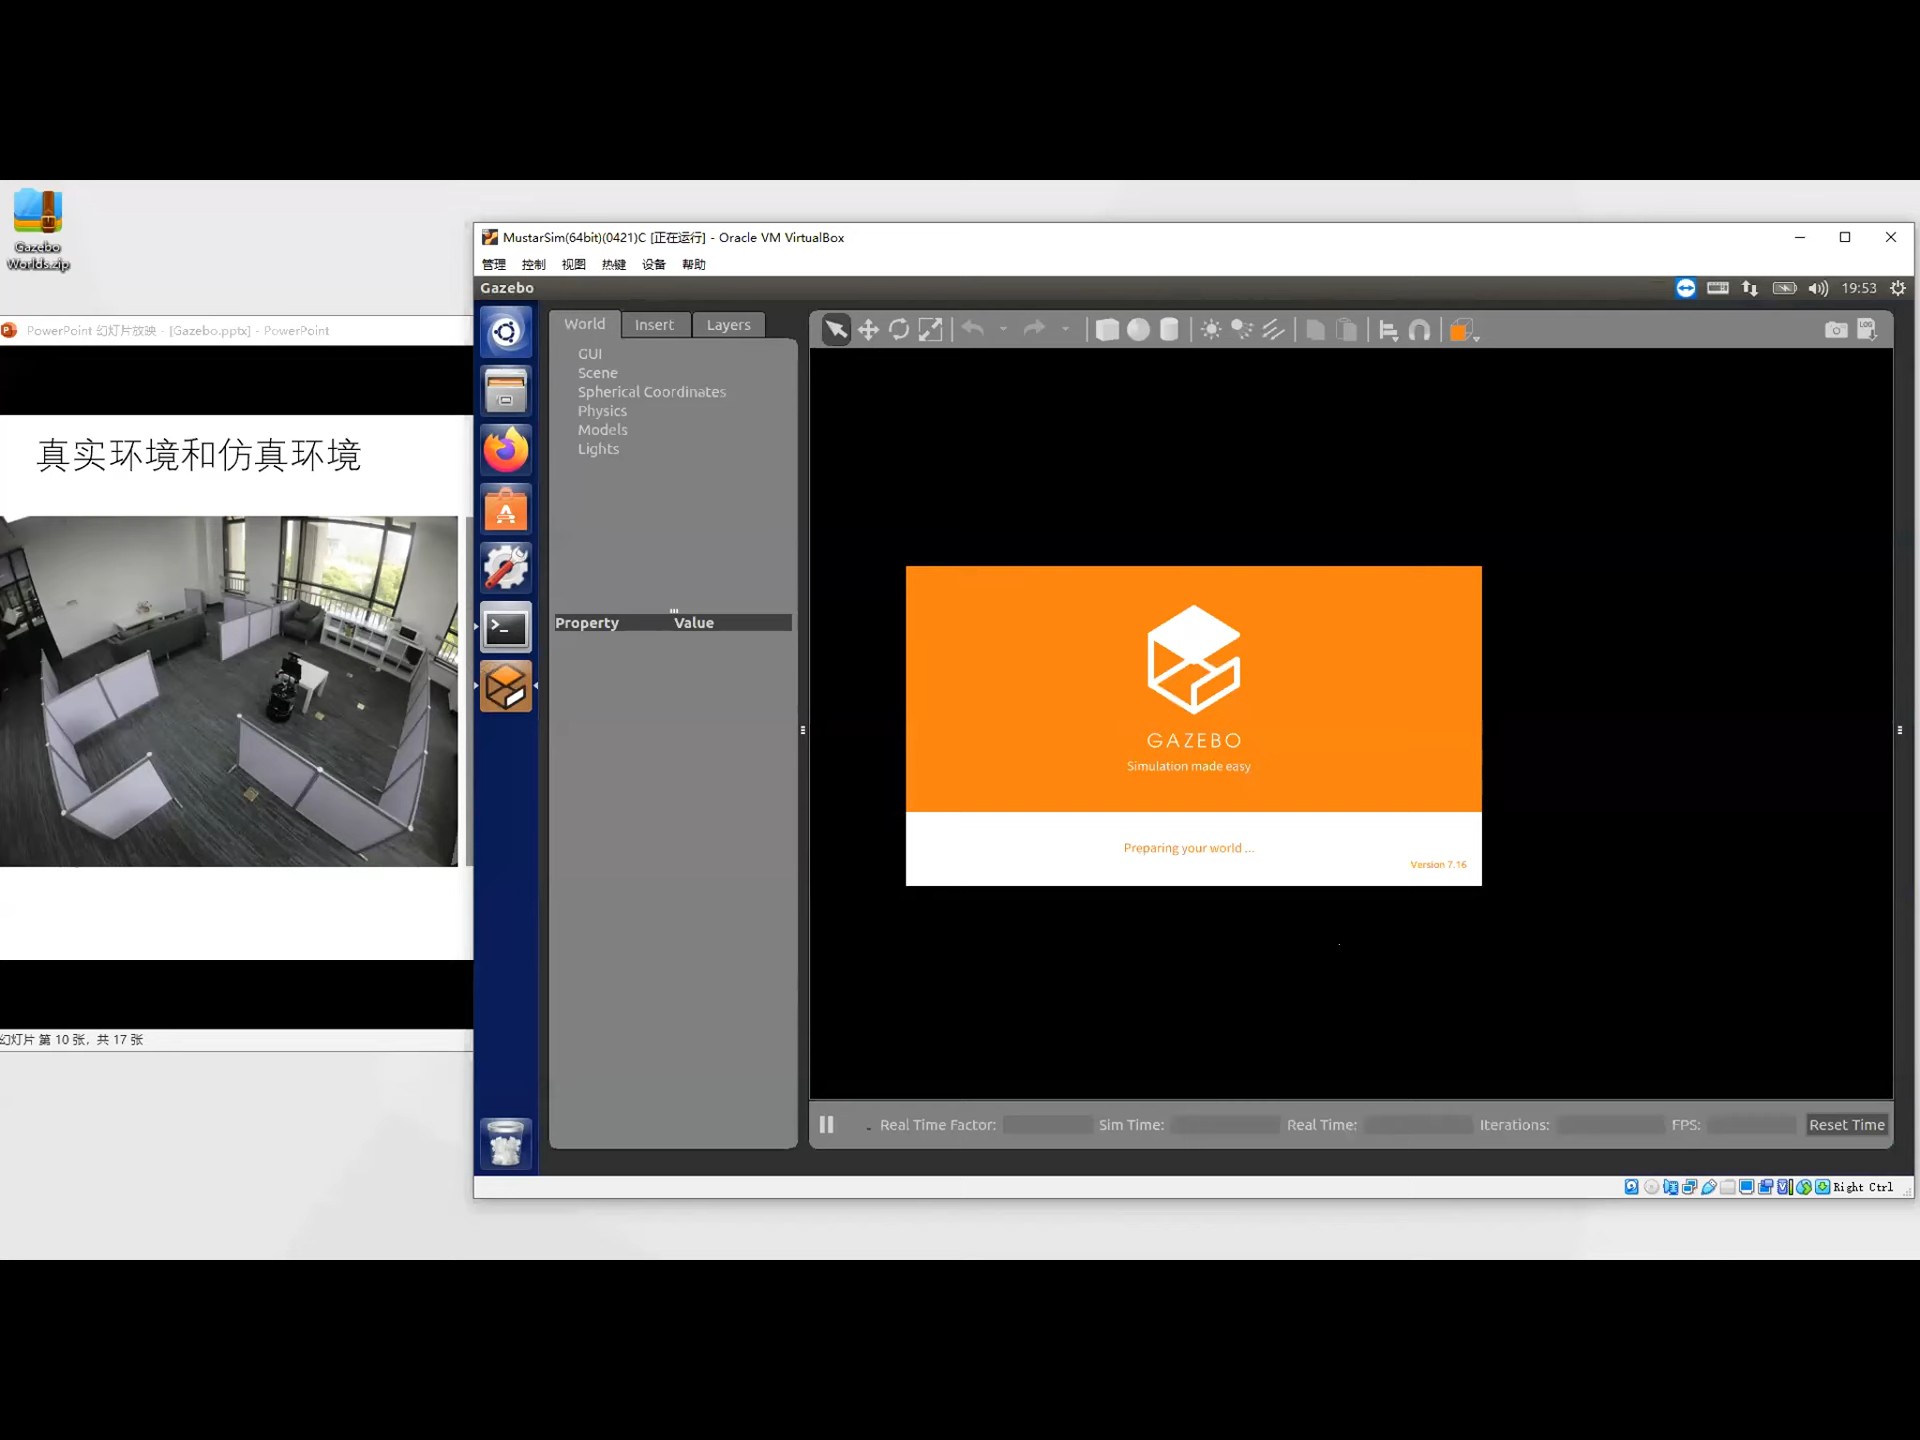 Gazebo
Worlds.zip
PowerPoint 幻灯片放映 - [Gazebo.pptx] - PowerPoint
真实环境和仿真环境
幻灯片 第 10 张，共 17 张
MustarSim(64bit)(0421)C [正在运行] - Oracle VM VirtualBox
管理 控制 视图 热键 设备 帮助
Gazebo
19:53
World Insert Layers
GUI
Scene
Spherical Coordinates
Physics
Models
Lights
Property Value
GAZEBO
Simulation made easy
Preparing your world ...
Version 7.16
Real Time Factor: Sim Time: Real Time: Iterations: FPS: Reset Time
Right Ctrl